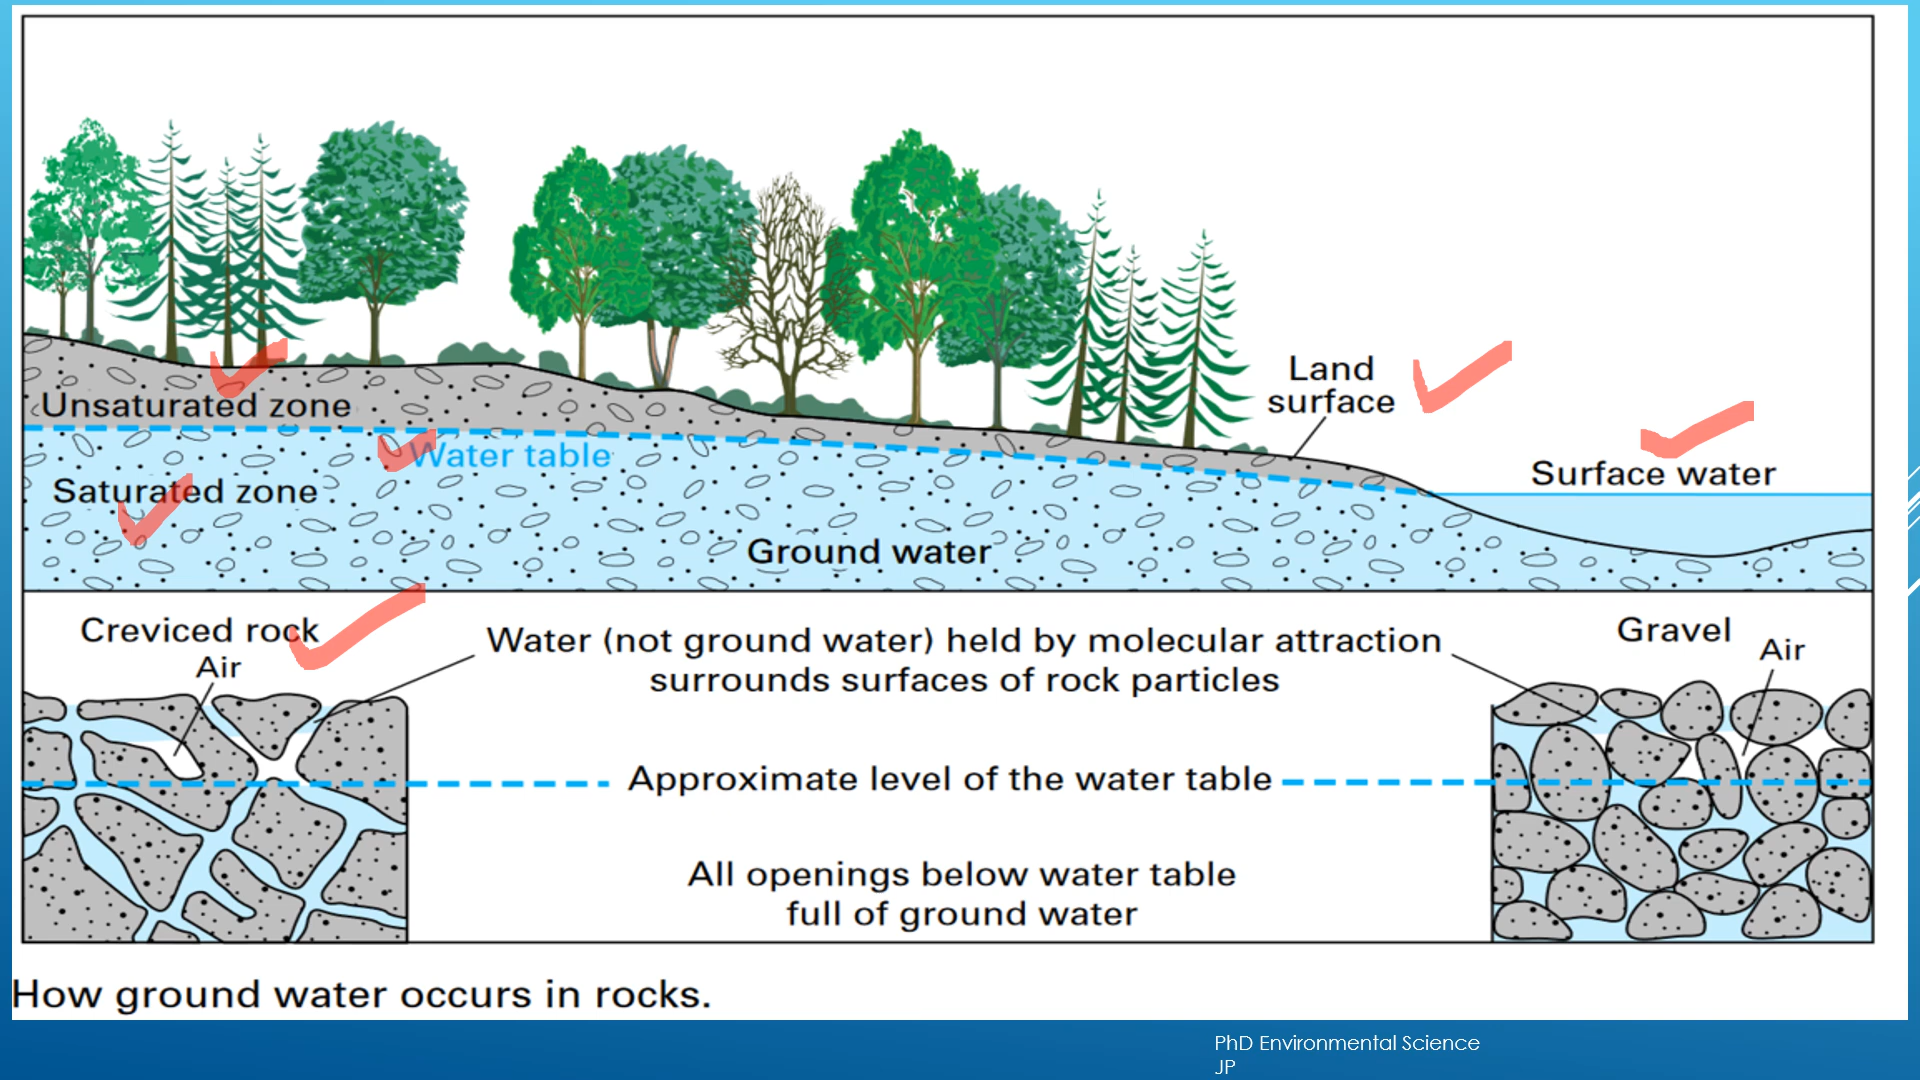 Land
surface
Unsaturated zone
Water table
Surface water
Saturated zone
Ground water
Creviced rock
Air
Water (not ground water) held by molecular attraction
surrounds surfaces of rock particles
Gravel
Air
Approximate level of the water table
All openings below water table
full of ground water
How ground water occurs in rocks.
PhD Environmental Science
JP